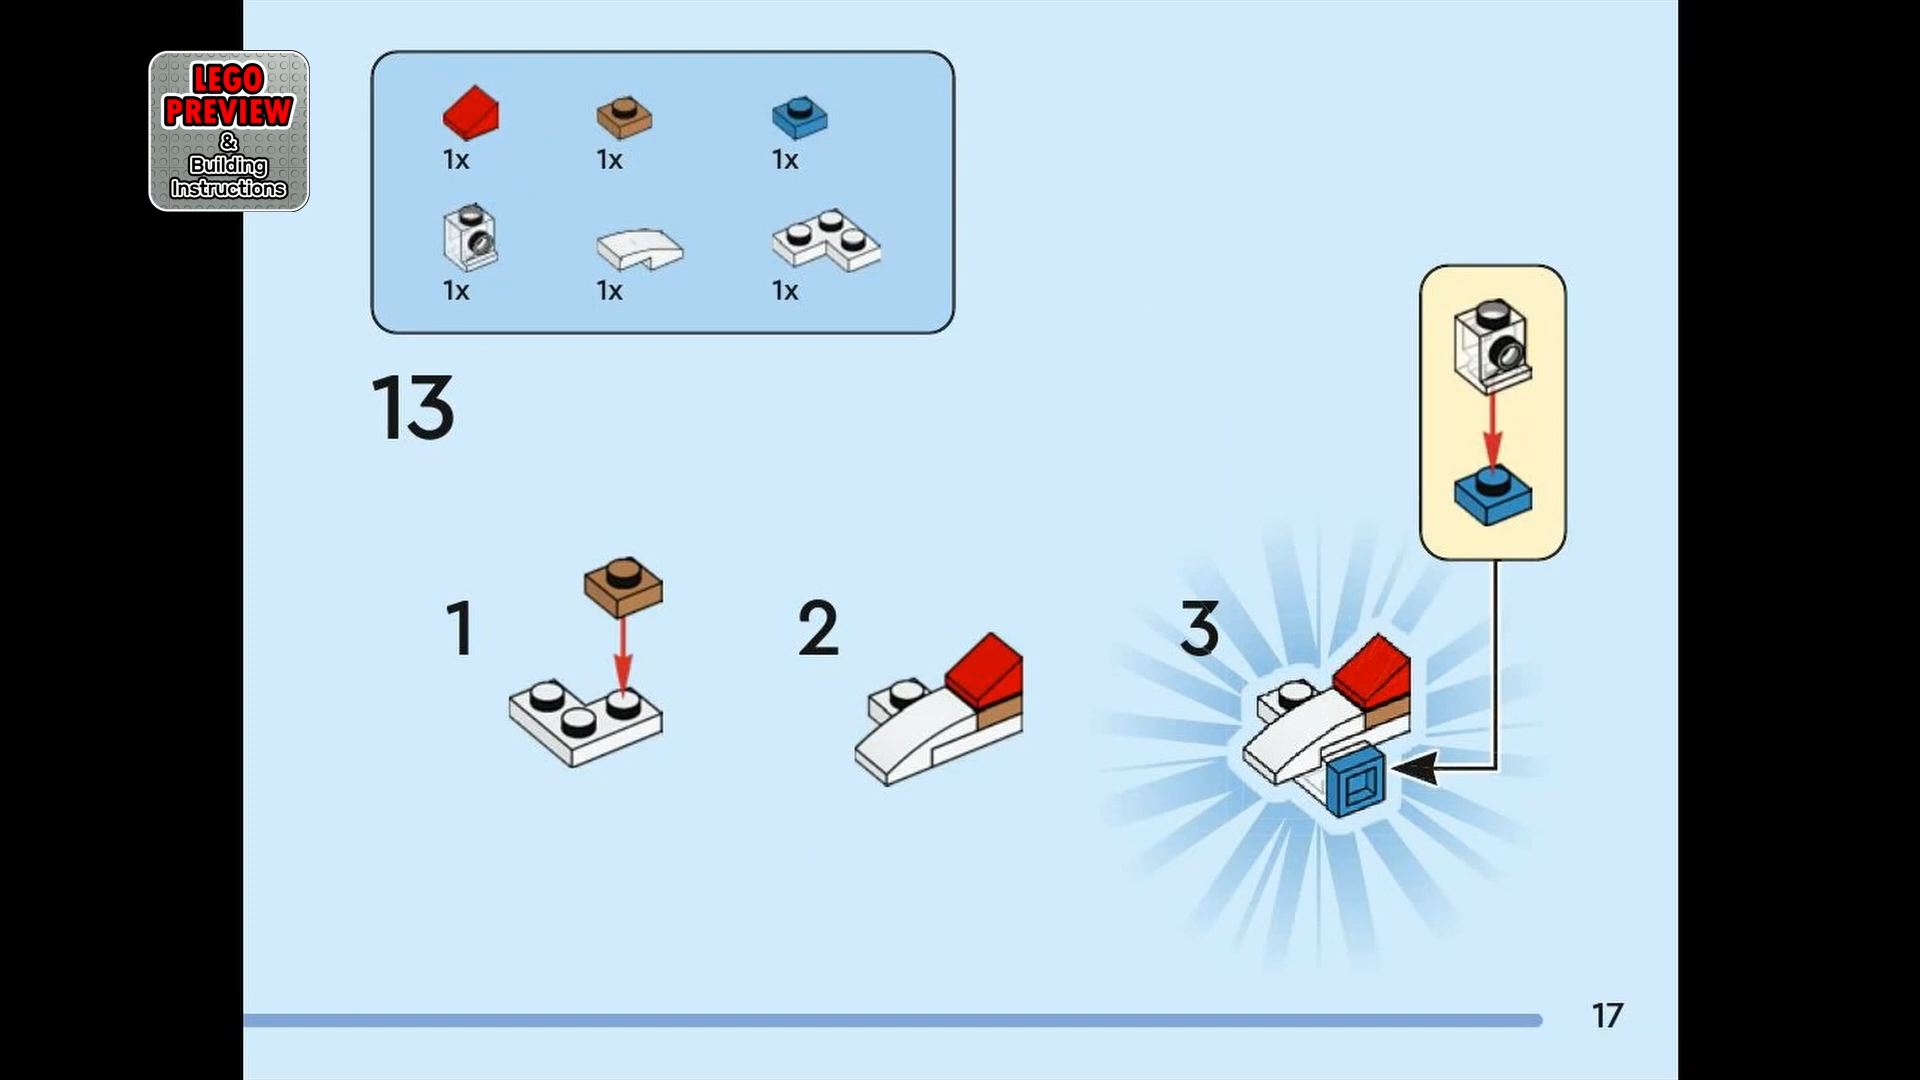 LEGO
PREVIEW
&
Building
Instructions
1x 1x 1x
1x 1x 1x
13
1 2 3
17